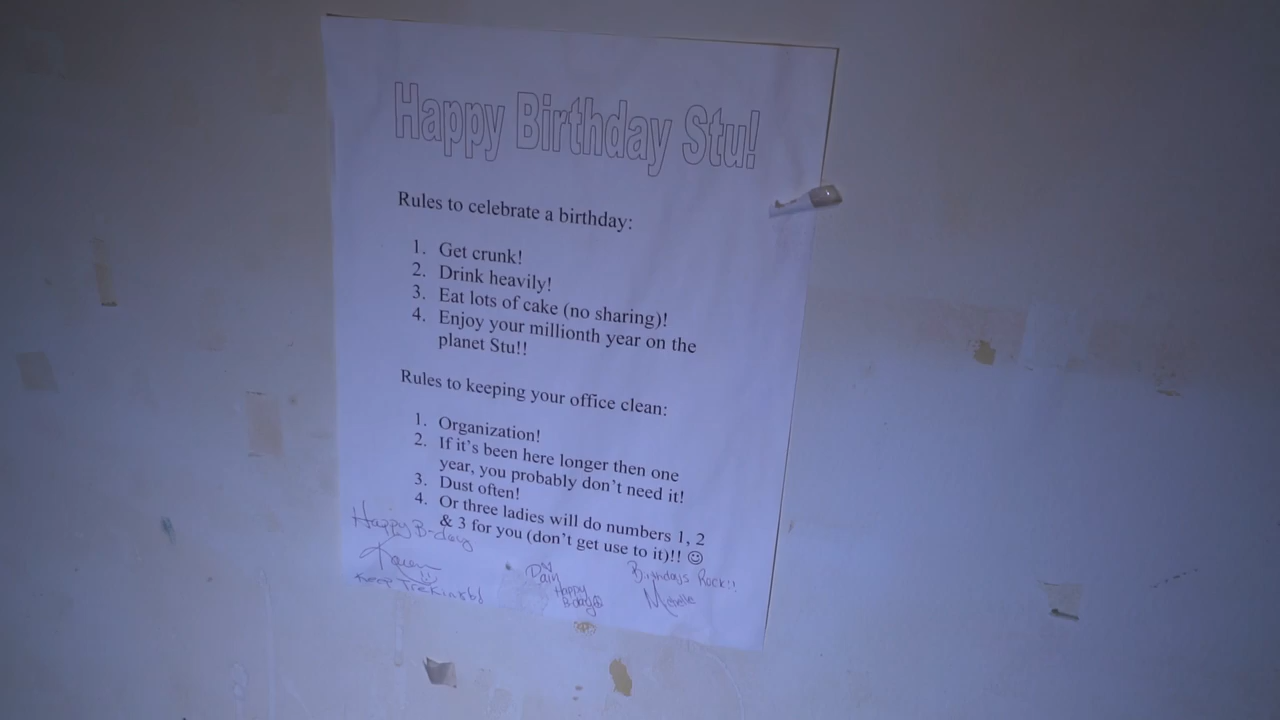 Happy Birthday Stu!
Rules to celebrate a birthday:
1. Get crunk!
2. Drink heavily!
3. Eat lots of cake (no sharing)!
4. Enjoy your millionth year on the
planet Stu!!
Rules to keeping your office clean:
1. Organization!
2. If it's been here longer then one
year, you probably don't need it!
3. Dust often!
4. Or three ladies will do numbers 1, 2
& 3 for you (don't get use to it)!! ☺
Happy B-day
Karen
Keep
Happy
B-day
Birthdays Rock!!